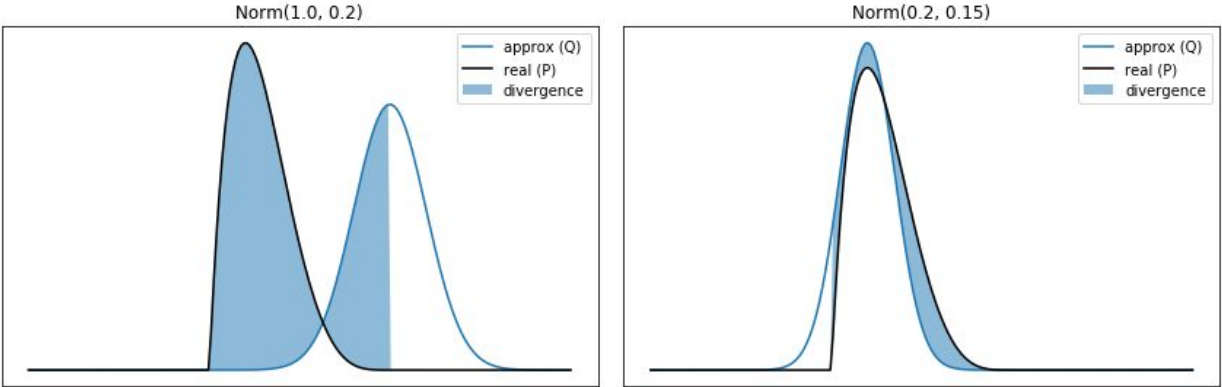 Norm(1.0, 0.2)
approx (Q)
real (P)
divergence
Norm(0.2, 0.15)
approx (Q)
real (P)
divergence